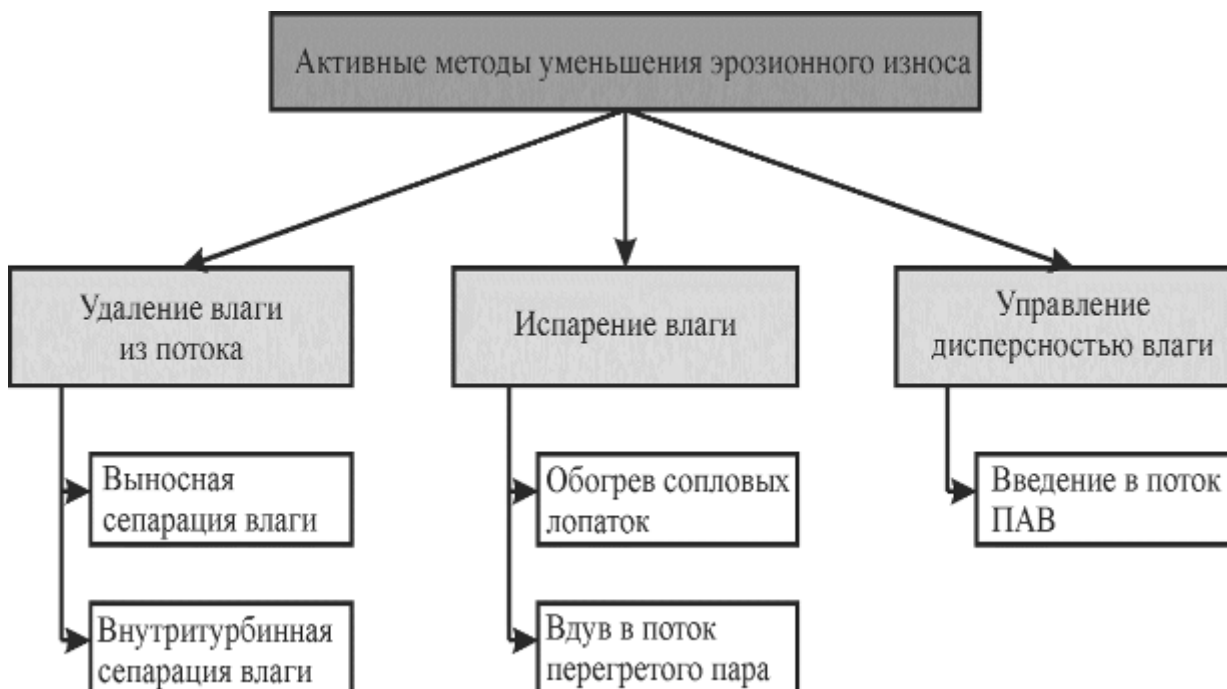 Активные методы уменьшения эрозионного износа
Удаление влаги
из потока
Выносная
сепарация влаги
Внутритурбинная
сепарация влаги
Испарение влаги
Обогрев сопловых
лопаток
Вдув в поток
перегретого пара
Управление
дисперсностью влаги
Введение в поток
ПАВ